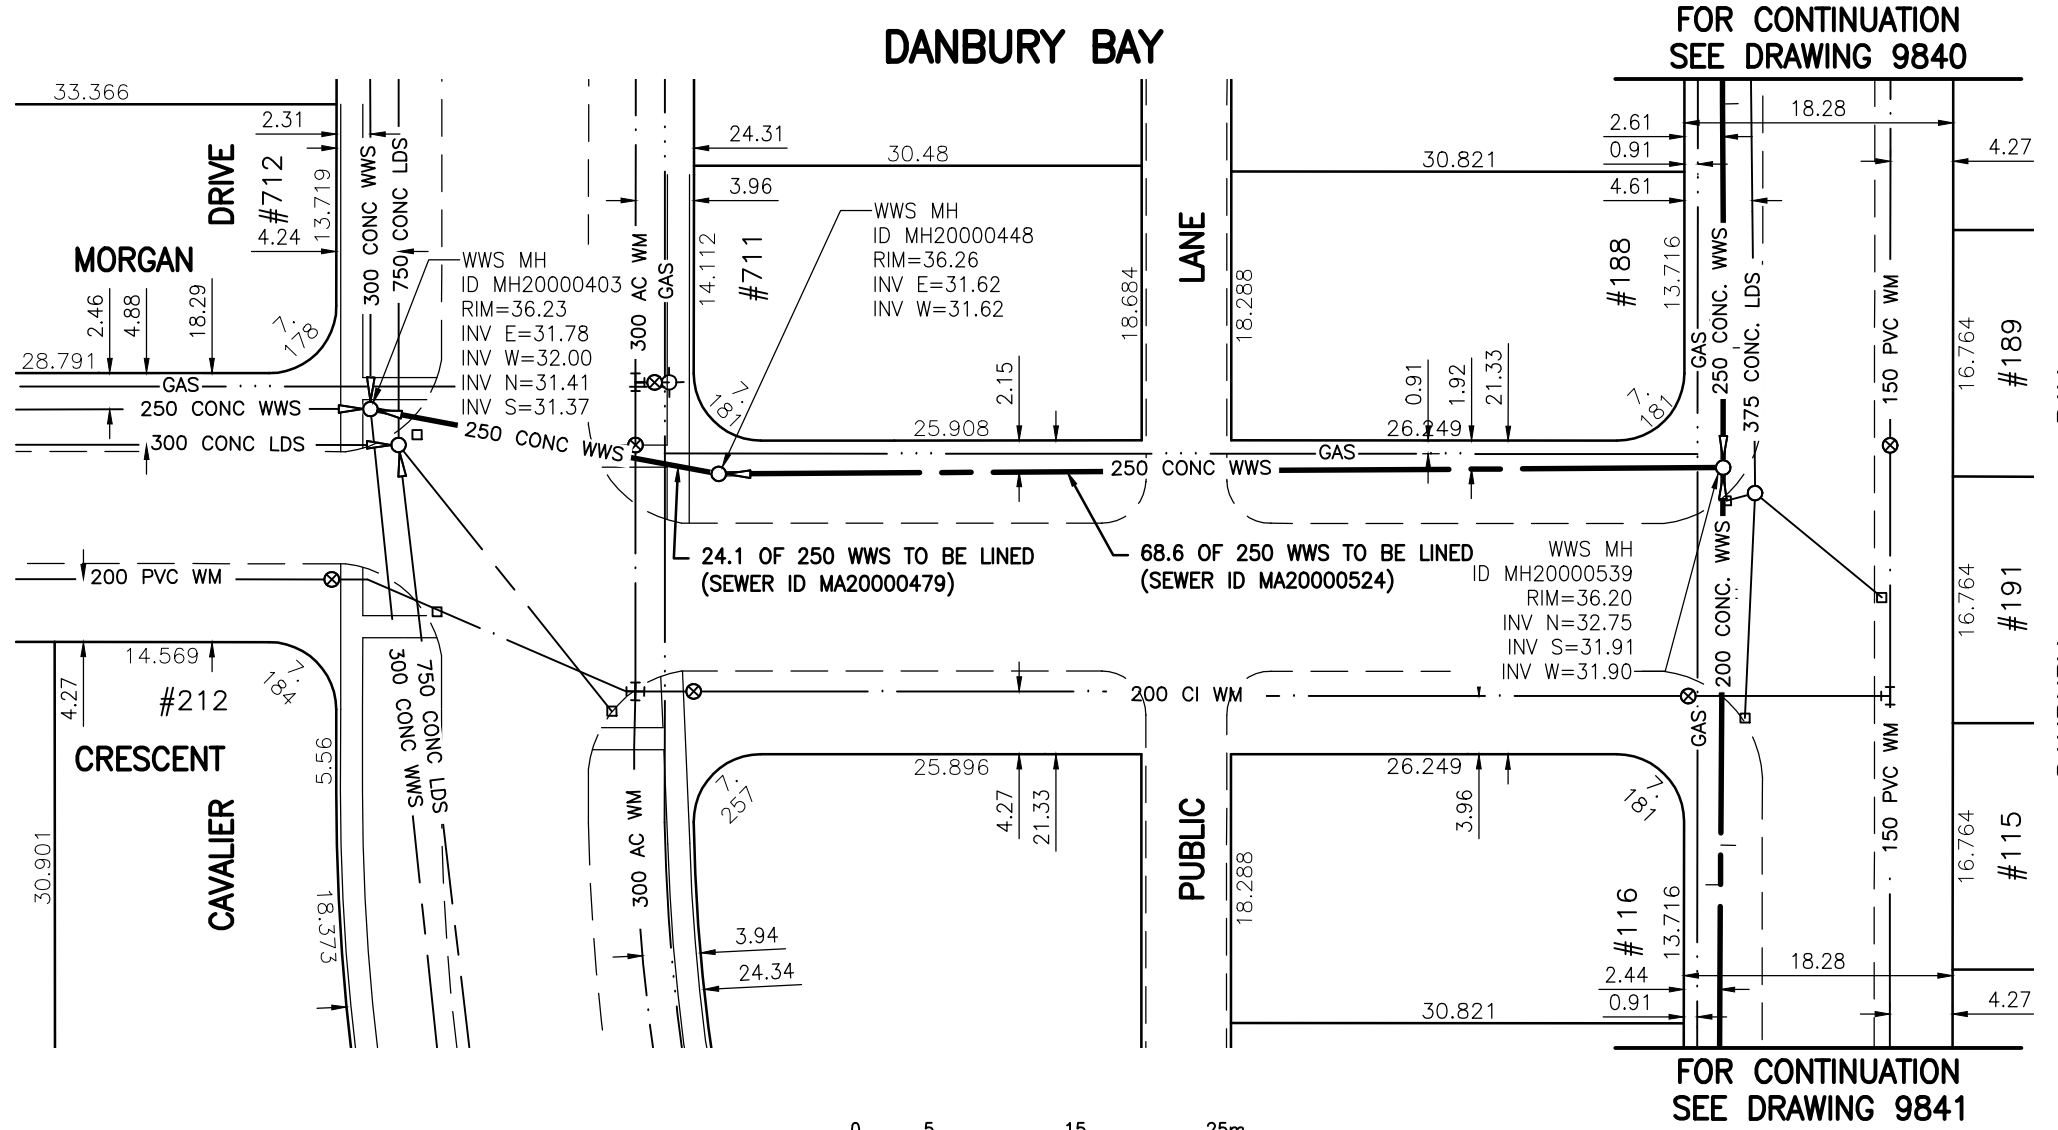 DANBURY BAY
FOR CONTINUATION
SEE DRAWING 9840
33.366
2.31
DRIVE
#712
13.719
4.24
MORGAN
2.46
4.88
18.29
7.
178
28.791
300 CONC WWS
750 CONC LDS
GAS
250 CONC WWS
300 CONC LDS
WWS MH
ID MH20000403
RIM=36.23
INV E=31.78
INV W=32.00
INV N=31.41
INV S=31.37
250 CONC WWS
300 AC WM
GAS
24.31
3.96
30.48
14.112
#711
WWS MH
ID MH20000448
RIM=36.26
INV E=31.62
INV W=31.62
7.
181
25.908
2.15
18.684
LANE
18.288
30.821
2.61
0.91
4.61
#188
13.716
0.91
1.92
21.33
26.249
7.
181
GAS
250 CONC WWS
GAS
250 CONC. WWS
375 CONC. LDS
18.28
4.27
150 PVC WM
16.764
#189
24.1 OF 250 WWS TO BE LINED
(SEWER ID MA20000479)
68.6 OF 250 WWS TO BE LINED
(SEWER ID MA20000524)
WWS MH
ID MH20000539
RIM=36.20
INV N=32.75
INV S=31.91
INV W=31.90
200 CONC. WWS
16.764
#191
200 PVC WM
14.569
7.
184
4.27
#212
CRESCENT
5.56
CAVALIER
30.901
18.373
300 CONC WWS
750 CONC LDS
300 AC WM
7.
257
3.94
24.34
25.896
4.27
21.33
200 CI WM
PUBLIC
18.288
26.249
3.96
7.
181
GAS
150 PVC WM
16.764
#115
#116
13.716
2.44
0.91
18.28
4.27
30.821
FOR CONTINUATION
SEE DRAWING 9841
0 5 15 25m